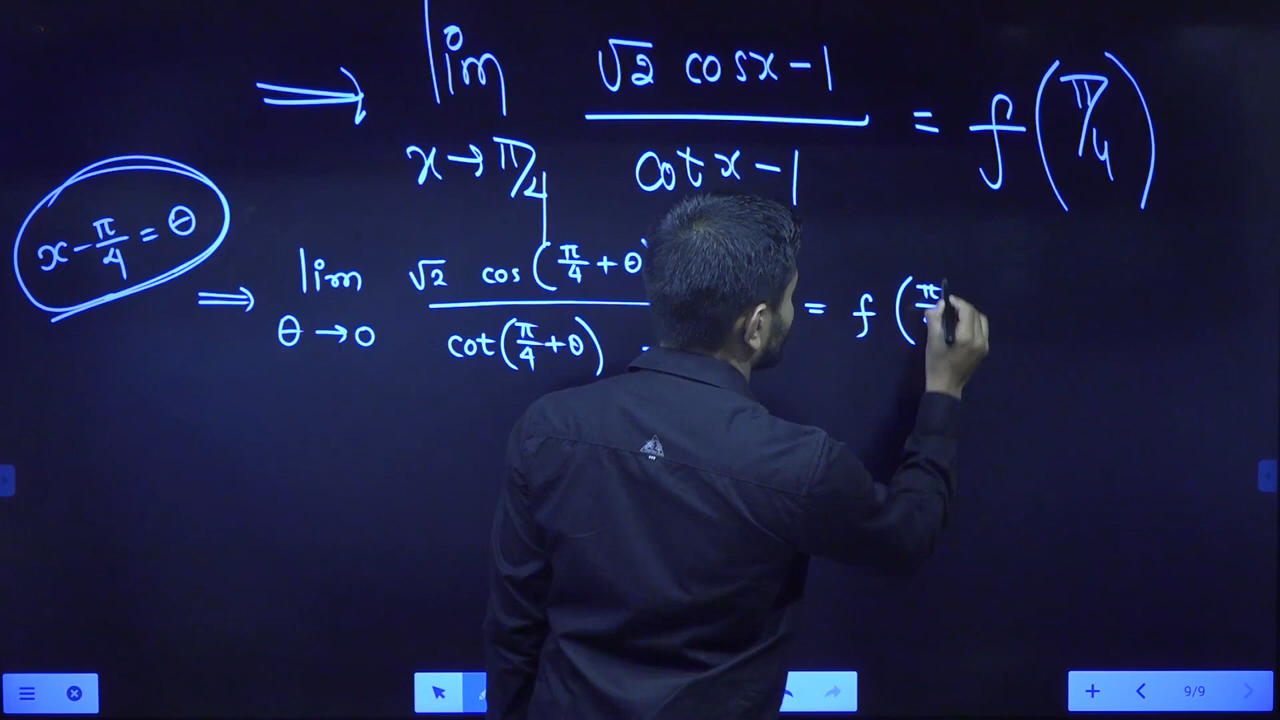 ⟹ lim √2 cosx − 1 = f(π/4)
x→π/4 cot x − 1
x − π/4 = θ
⟹ lim √2 cos(π/4 + θ = f(π
θ→0 cot(π/4 + θ) -
9/9